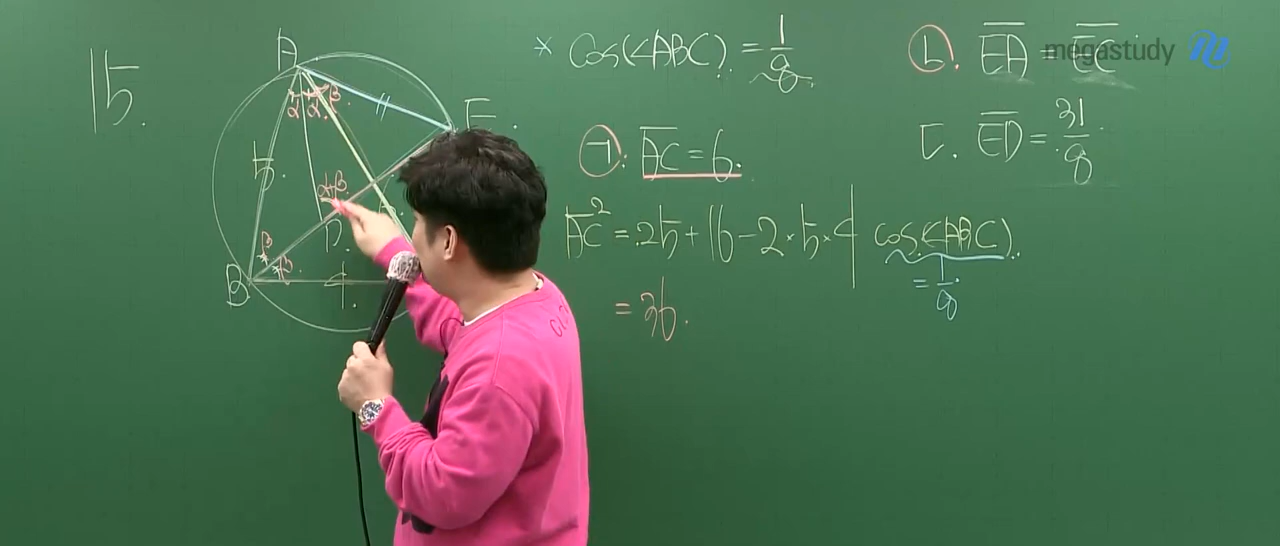 15.
A
E
B
D
5
4
α α β
α+β
β
β
* cos(∠ABC) = 1/8
ㄱ. AC = 6.
AC² = 25 + 16 - 2 × 5 × 4 cos(∠ABC).
= 1/8
= 36.
ㄴ. EA = EC
ㄷ. ED = 31/8
megastudy